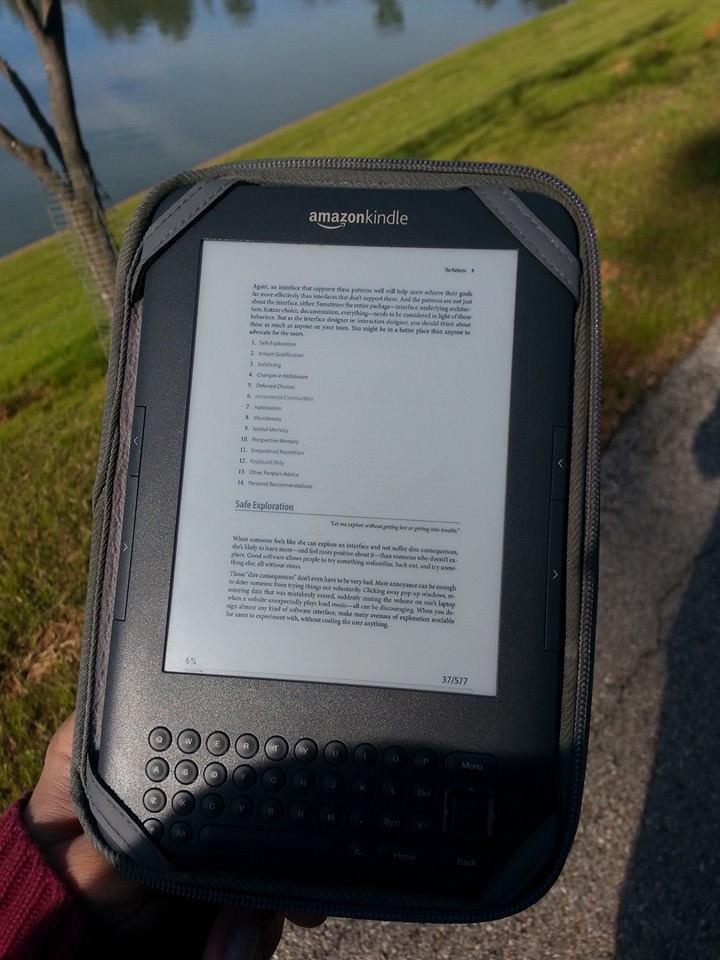 amazonkindle
The Patterns 9
Again, an interface that supports these patterns well will help users achieve their goals
far more effectively than interfaces that don't support them. And the patterns are not just
about the interface, either. Sometimes the entire package—interface, underlying architec-
ture, feature choice, documentation, everything—needs to be considered in light of those
behaviors. But as the interface designer or interaction designer, you should think about
these as much as anyone on your team. You might be in a better place than anyone to
advocate for the users.
1. Safe Exploration
2. Instant Gratification
3. Satisficing
4. Changes in Midstream
5. Deferred Choices
6. Incremental Construction
7. Habituation
8. Microbreaks
9. Spatial Memory
10. Prospective Memory
11. Streamlined Repetition
12. Keyboard Only
13. Other People's Advice
14. Personal Recommendations
Safe Exploration
"Let me explore without getting lost or getting into trouble."
When someone feels like she can explore an interface and not suffer dire consequences,
she's likely to learn more—and feel more positive about it—than someone who doesn't ex-
plore. Good software allows people to try something unfamiliar, back out, and try some-
thing else, all without stress.
Those "dire consequences" don't even have to be very bad. Mere annoyance can be enough
to deter someone from trying things out voluntarily. Clicking away pop-up windows, re-
entering data that was mistakenly erased, suddenly muting the volume on one's laptop
when a website unexpectedly plays loud music—all can be discouraging. When you de-
sign almost any kind of software interface, make many avenues of exploration available
for users to experiment with, without costing the user anything.
6%
37/577
Q W E R T Y U I O P Menu
A S D F G H J K L Del
Z X C V B N M . Sym
Alt Aa Home Back